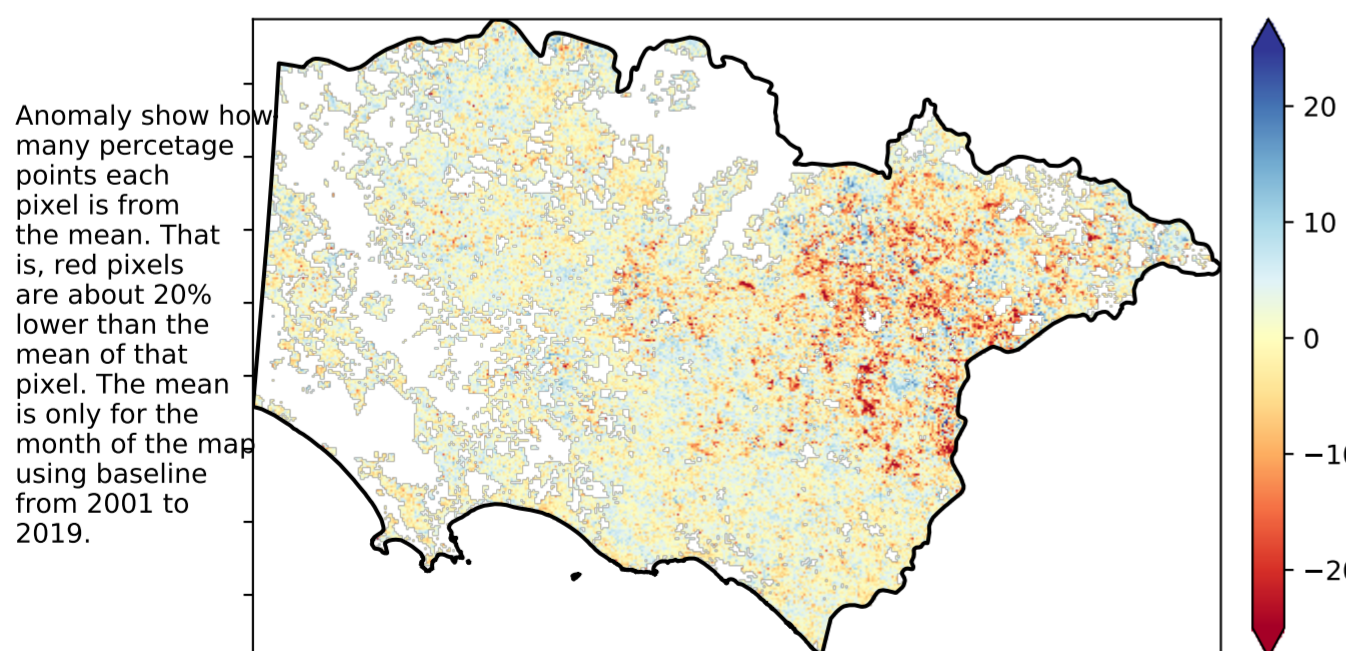 Anomaly show how
many percetage
points each
pixel is from
the mean. That
is, red pixels
are about 20%
lower than the
mean of that
pixel. The mean
is only for the
month of the map
using baseline
from 2001 to
2019.
20
10
0
−10
−20